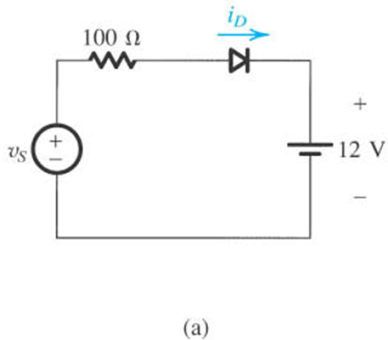 i_D
100 Ω
+
v_S
+
−
12 V
−
(a)